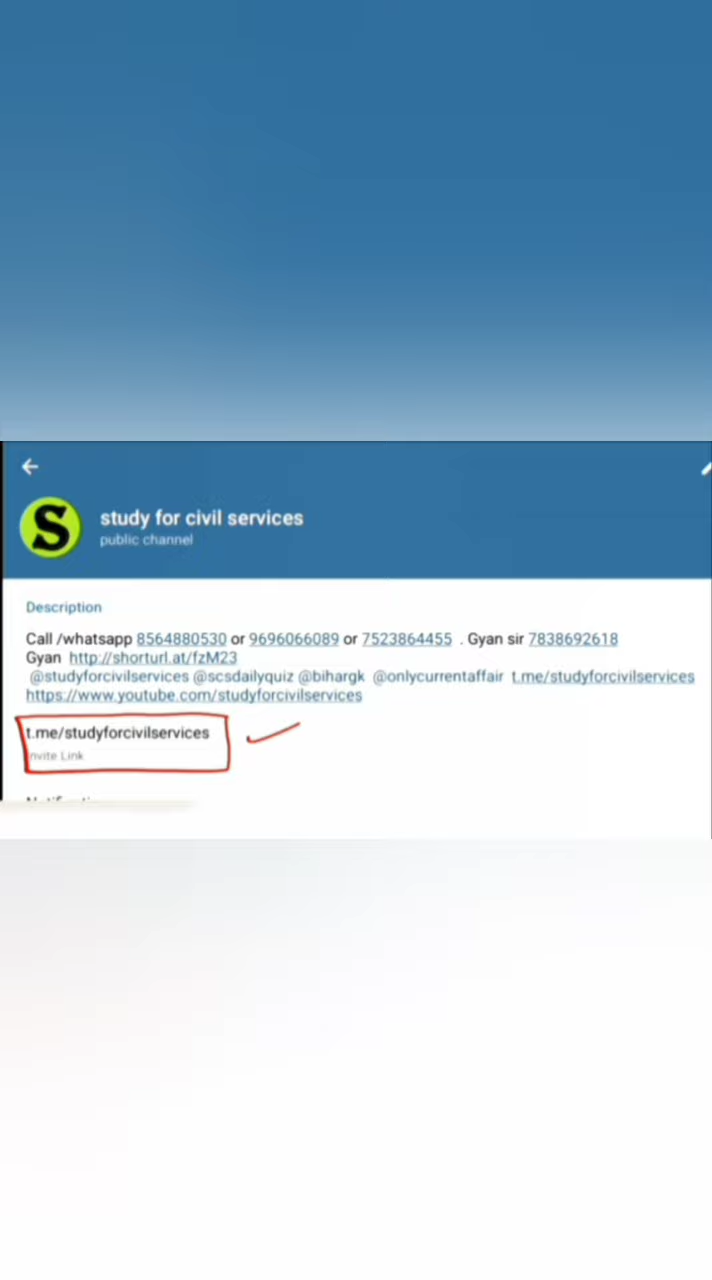 S
study for civil services
public channel
Description
Call /whatsapp 8564880530 or 9696066089 or 7523864455 . Gyan sir 7838692618
Gyan http://shorturl.at/fzM23
@studyforcivilservices @scsdailyquiz @bihargk @onlycurrentaffair t.me/studyforcivilservices
https://www.youtube.com/studyforcivilservices
t.me/studyforcivilservices
Invite Link